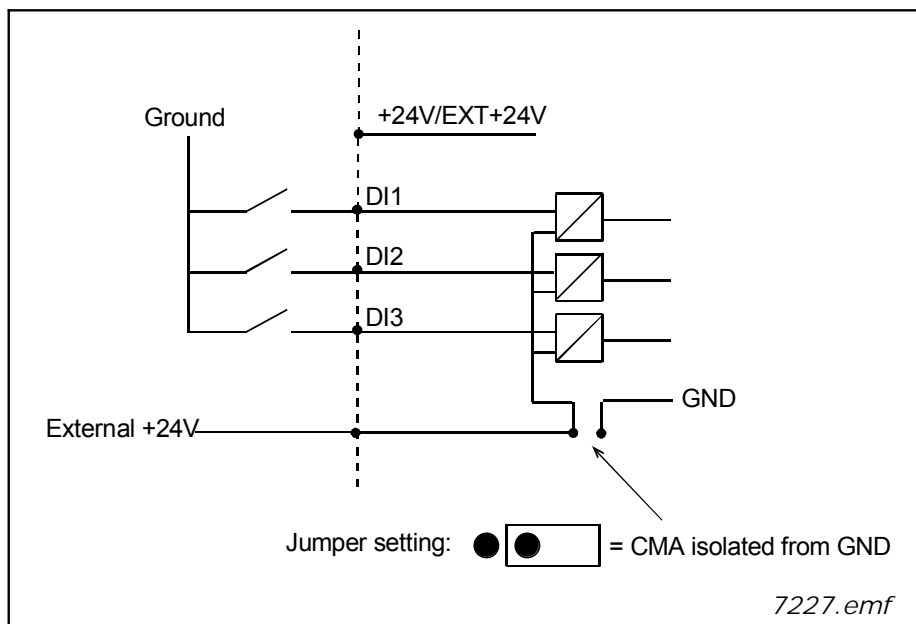 Ground
+24V/EXT+24V
DI1
DI2
DI3
GND
External +24V
Jumper setting:
= CMA isolated from GND
7227.emf